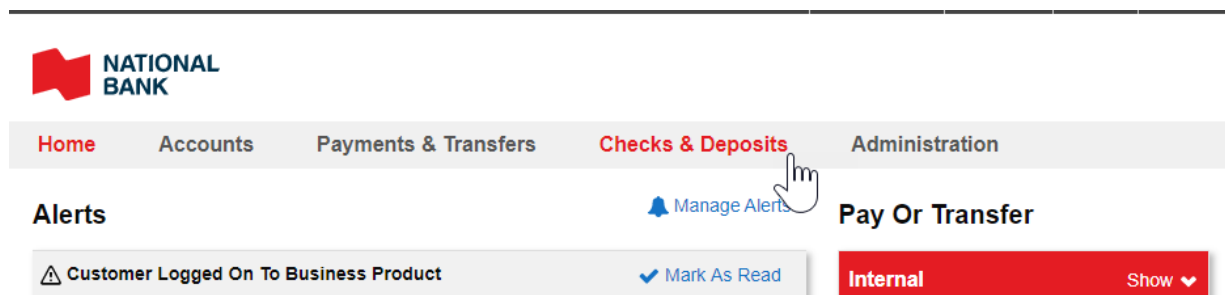 NATIONAL
BANK
Home Accounts Payments & Transfers Checks & Deposits Administration
Alerts
Manage Alerts
Pay Or Transfer
Customer Logged On To Business Product
Mark As Read
Internal
Show